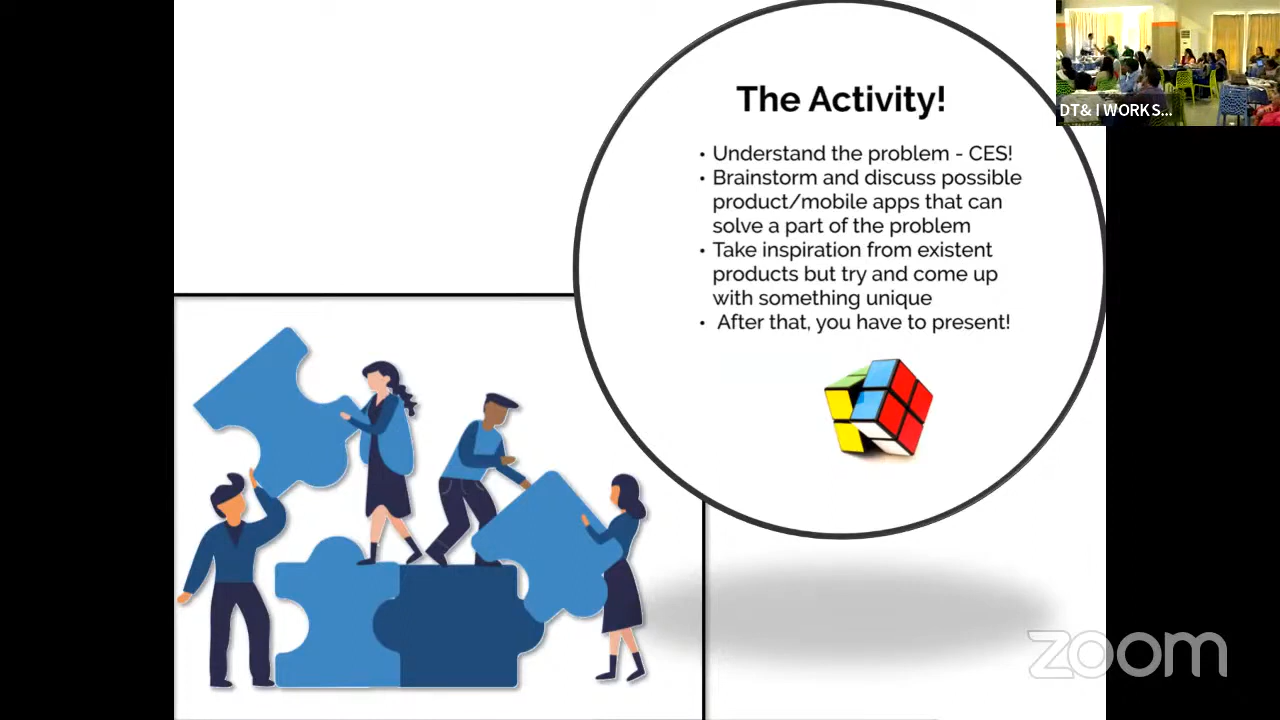 The Activity!
• Understand the problem - CES!
• Brainstorm and discuss possible
product/mobile apps that can
solve a part of the problem
• Take inspiration from existent
products but try and come up
with something unique
• After that, you have to present!
DT& I WORKS...
zoom